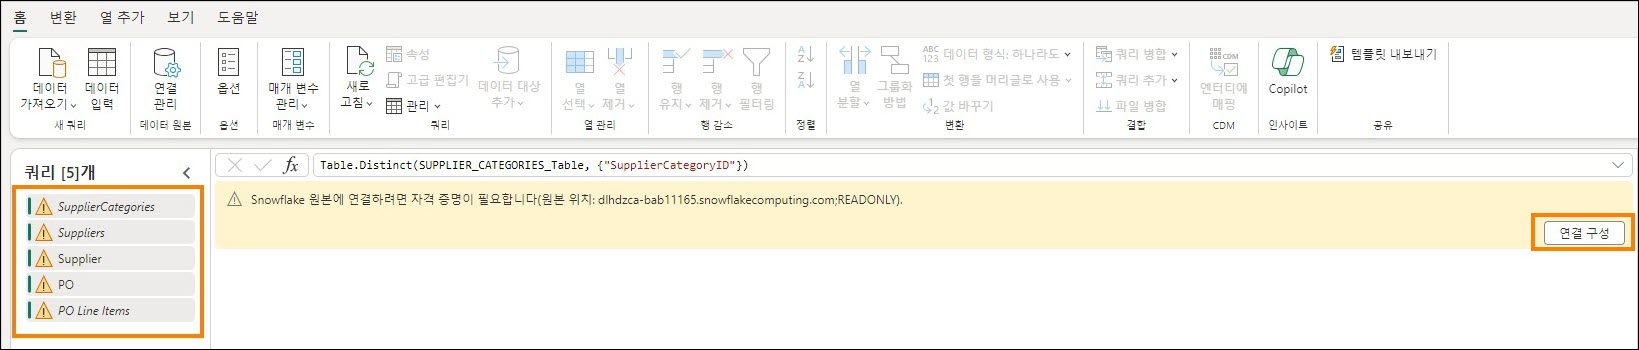 홈 변환 열 추가 보기 도움말
데이터 가져오기
데이터 입력
새 쿼리
연결 관리
데이터 원본
옵션
옵션
매개 변수 관리
매개 변수
새로 고침
속성
고급 편집기
관리
데이터 대상 추가
쿼리
열 선택
열 제거
열 관리
행 유지
행 제거
행 필터링
행 감소
정렬
열 분할
그룹화 방법
데이터 형식: 하나라도
첫 행을 머리글로 사용
값 바꾸기
변환
쿼리 병합
쿼리 추가
파일 병합
결합
CDM
엔터티에 매핑
CDM
Copilot
인사이트
템플릿 내보내기
공유
쿼리 [5]개
SupplierCategories
Suppliers
Supplier
PO
PO Line Items
fx Table.Distinct(SUPPLIER_CATEGORIES_Table, {"SupplierCategoryID"})
Snowflake 원본에 연결하려면 자격 증명이 필요합니다(원본 위치: dlhdzca-bab11165.snowflakecomputing.com;READONLY).
연결 구성